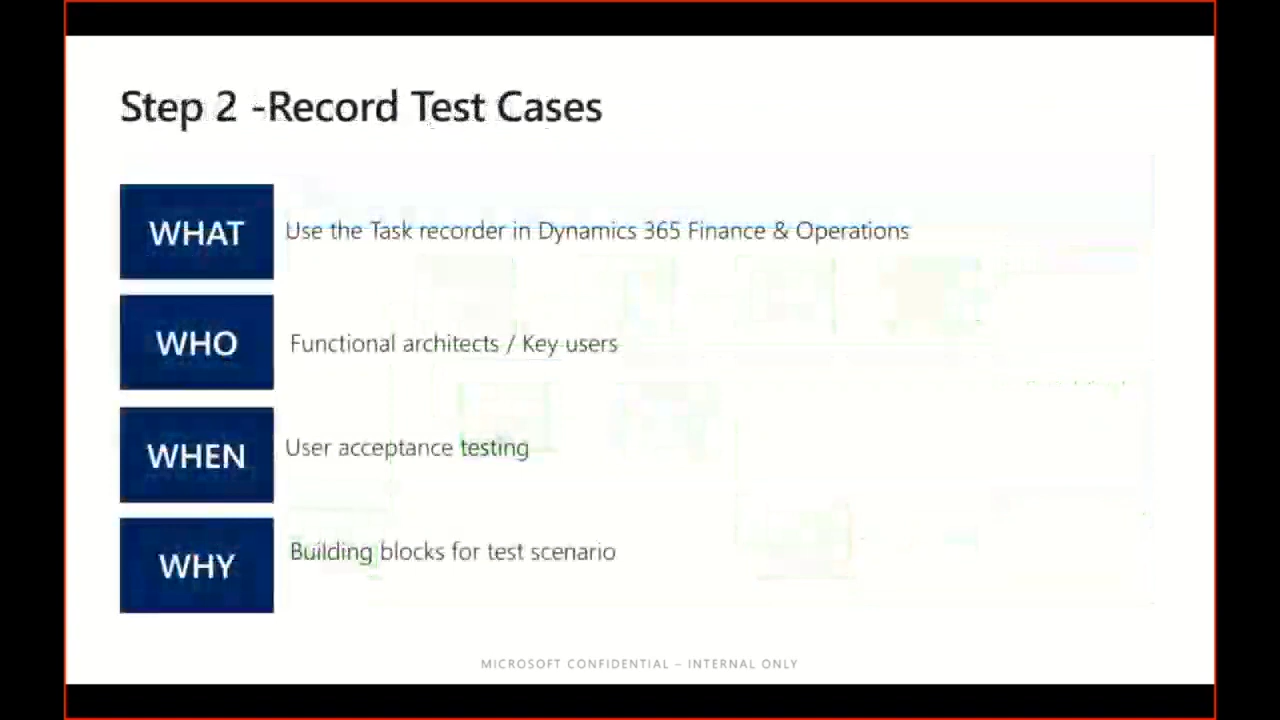 Step 2 -Record Test Cases
WHAT
Use the Task recorder in Dynamics 365 Finance & Operations
WHO
Functional architects / Key users
WHEN
User acceptance testing
WHY
Building blocks for test scenario
MICROSOFT CONFIDENTIAL – INTERNAL ONLY